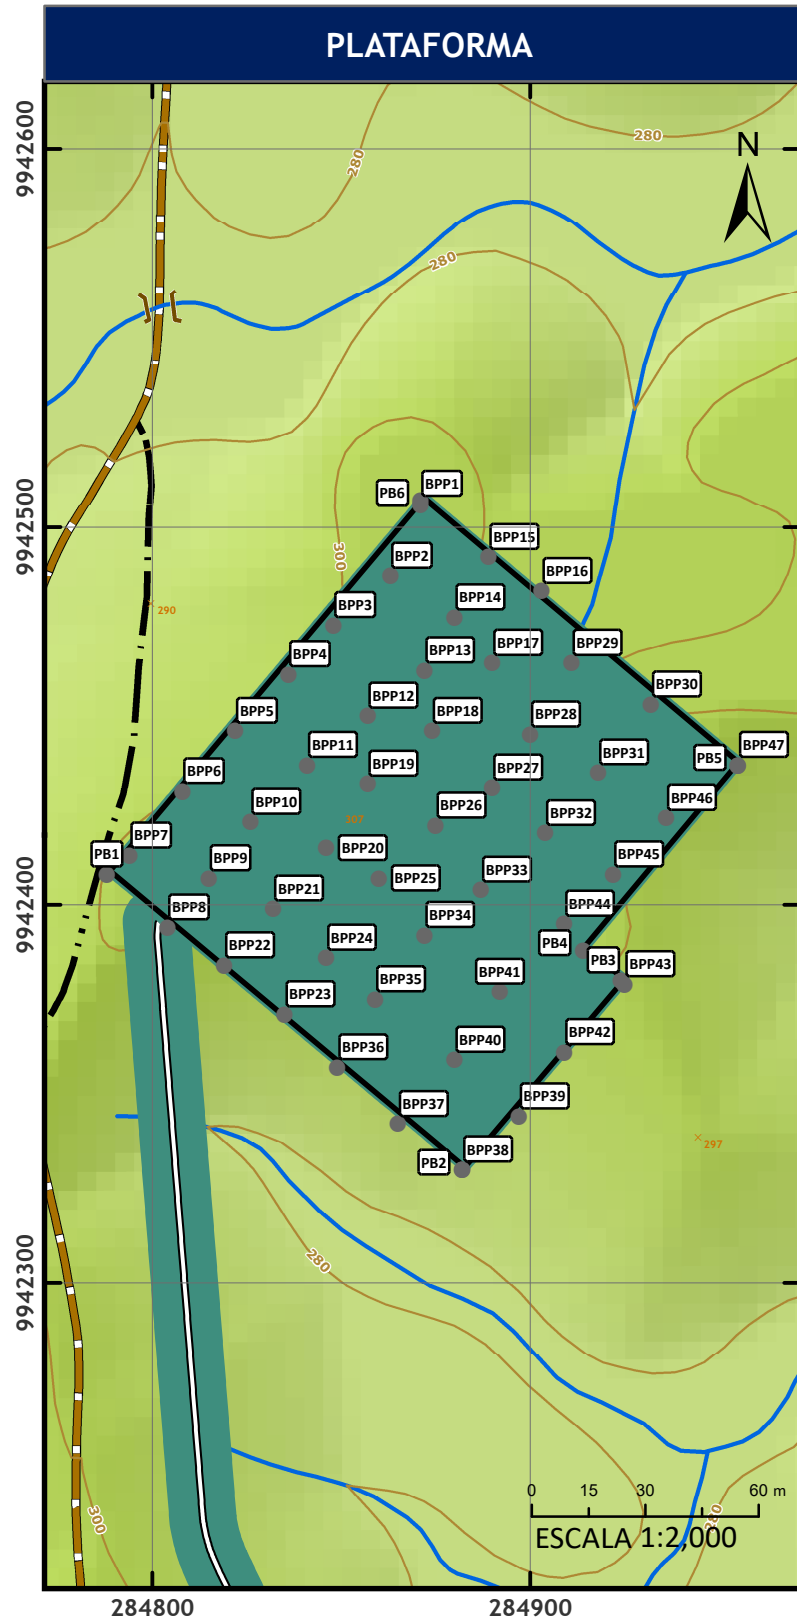 PLATAFORMA
9942600
280
280
N
280
BPP1
PB6
9942500
BPP15
300
BPP2
BPP16
BPP14
BPP3
290
BPP17
BPP29
BPP13
BPP4
BPP30
BPP12
BPP18
BPP28
BPP5
BPP47
BPP11
BPP31
PB5
BPP19
BPP27
BPP6
BPP46
BPP10
BPP26
BPP32
307
BPP7
BPP20
PB1
BPP9
BPP45
BPP33
BPP25
BPP21
9942400
BPP8
BPP44
BPP34
BPP24
BPP22
PB4
PB3
BPP43
BPP41
BPP35
BPP23
BPP42
BPP40
BPP36
BPP39
BPP37
297
BPP38
PB2
280
9942300
0 15 30 60 m
280
300
ESCALA 1:2,000
284800
284900